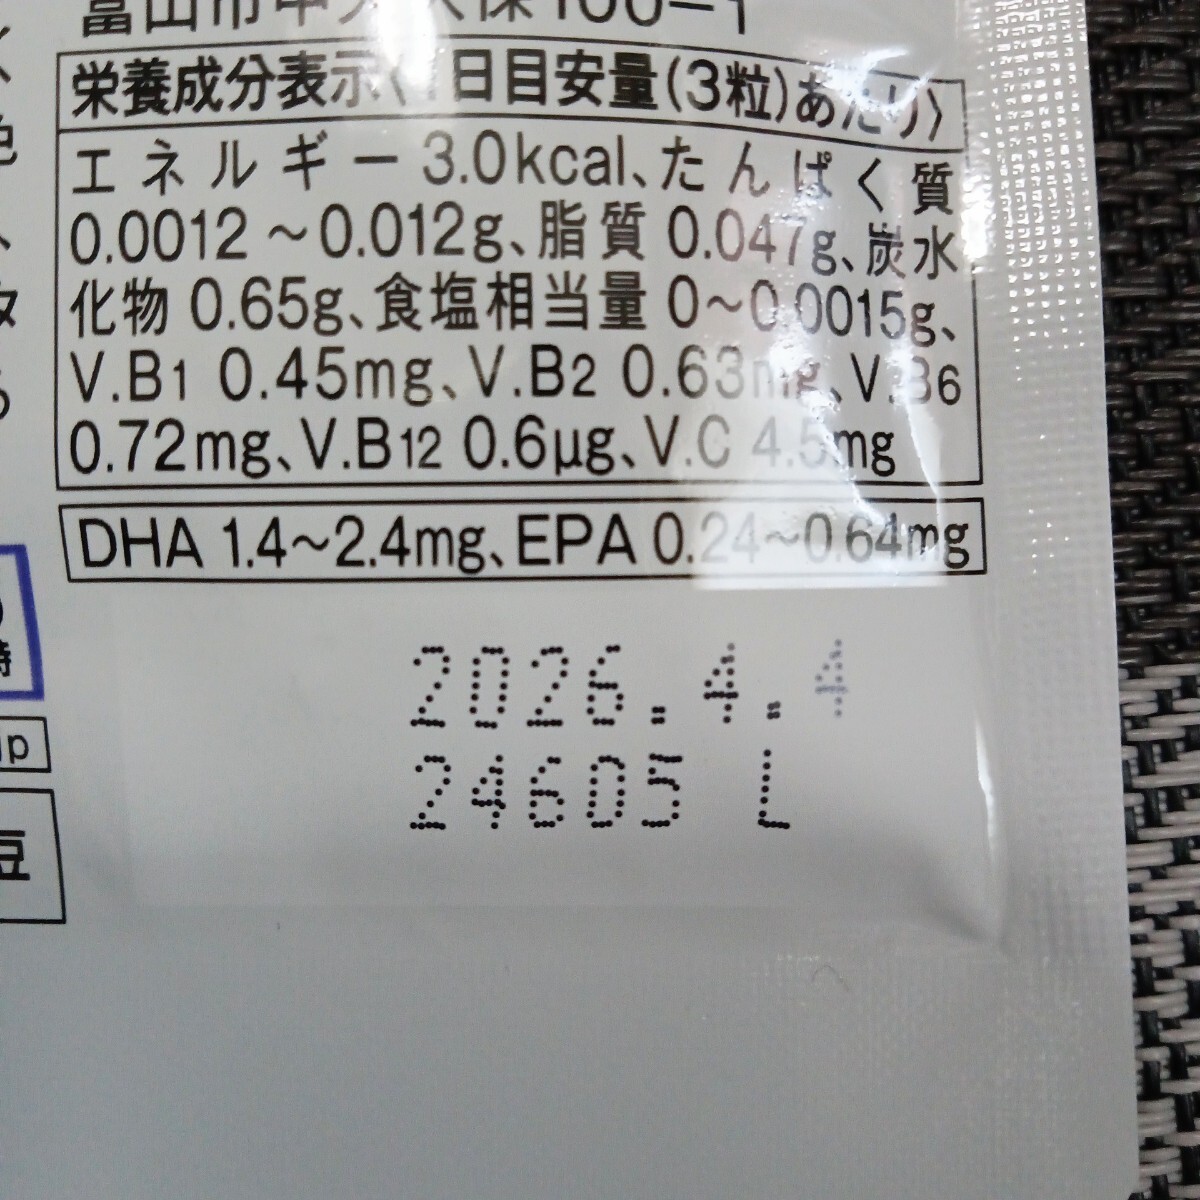 栄養成分表示〈1日目安量(3粒)あたり〉
エネルギー3.0kcal、たんぱく質
0.0012～0.012g、脂質0.047g、炭水
化物0.65g、食塩相当量0～0.0015g、
V.B1 0.45mg、V.B2 0.63mg、V.B6
0.72mg、V.B12 0.6μg、V.C 4.5mg
DHA 1.4～2.4mg、EPA 0.24～0.64mg
2026.4.4
24605 L
jp
豆